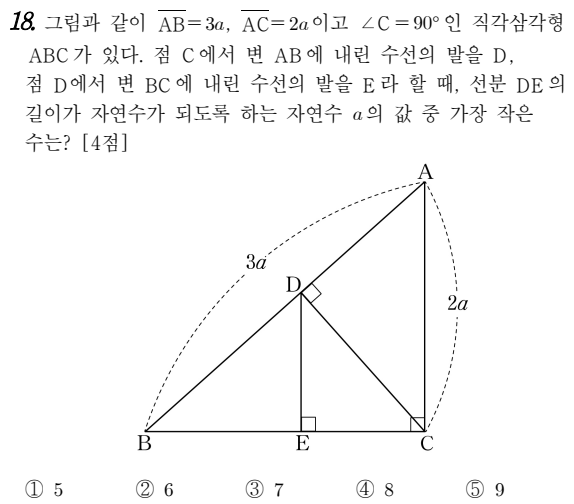 18. 그림과 같이 AB=3a, AC=2a이고 ∠C=90°인 직각삼각형
ABC가 있다. 점 C에서 변 AB에 내린 수선의 발을 D,
점 D에서 변 BC에 내린 수선의 발을 E라 할 때, 선분 DE의
길이가 자연수가 되도록 하는 자연수 a의 값 중 가장 작은
수는? [4점]
A
3a
D
2a
B E C
① 5 ② 6 ③ 7 ④ 8 ⑤ 9